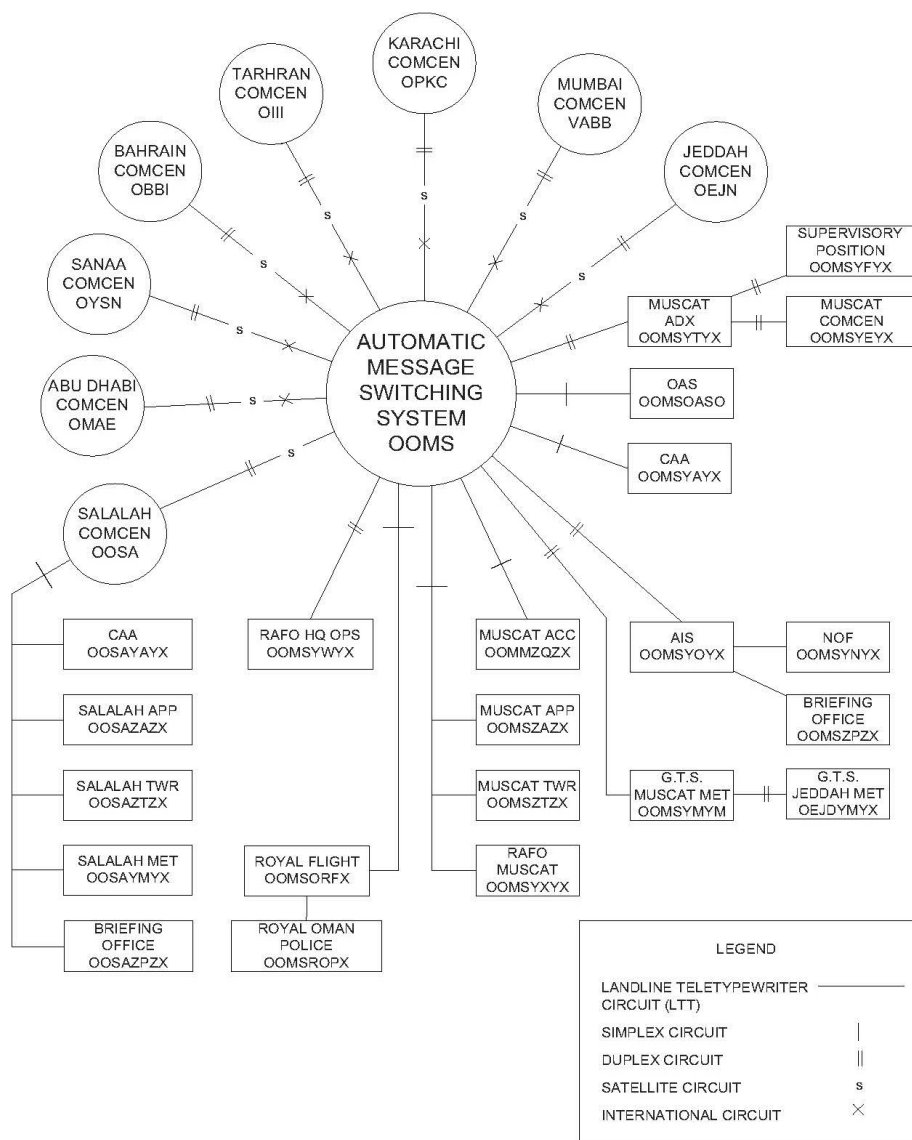 KARACHI
COMCEN
OPKC
TARHRAN
COMCEN
OIII
MUMBAI
COMCEN
VABB
BAHRAIN
COMCEN
OBBI
JEDDAH
COMCEN
OEJN
SANAA
COMCEN
OYSN
ABU DHABI
COMCEN
OMAE
SALALAH
COMCEN
OOSA
AUTOMATIC
MESSAGE
SWITCHING
SYSTEM
OOMS
s
s
s
s
s
s
s
s
SUPERVISORY
POSITION
OOMSYFYX
MUSCAT
ADX
OOMSYTYX
MUSCAT
COMCEN
OOMSYEYX
OAS
OOMSOASO
CAA
OOMSYAYX
CAA
OOSAYAYX
SALALAH APP
OOSAZAZX
SALALAH TWR
OOSAZTZX
SALALAH MET
OOSAYMYX
BRIEFING
OFFICE
OOSAZPZX
RAFO HQ OPS
OOMSYWYX
ROYAL FLIGHT
OOMSORFX
ROYAL OMAN
POLICE
OOMSROPX
MUSCAT ACC
OOMMZQZX
MUSCAT APP
OOMSZAZX
MUSCAT TWR
OOMSZTZX
RAFO
MUSCAT
OOMSYXYX
AIS
OOMSYOYX
NOF
OOMSYNYX
BRIEFING
OFFICE
OOMSZPZX
G.T.S.
MUSCAT MET
OOMSYMYM
G.T.S.
JEDDAH MET
OEJDYMYX
LEGEND
LANDLINE TELETYPEWRITER
CIRCUIT (LTT)
SIMPLEX CIRCUIT
DUPLEX CIRCUIT
SATELLITE CIRCUIT s
INTERNATIONAL CIRCUIT